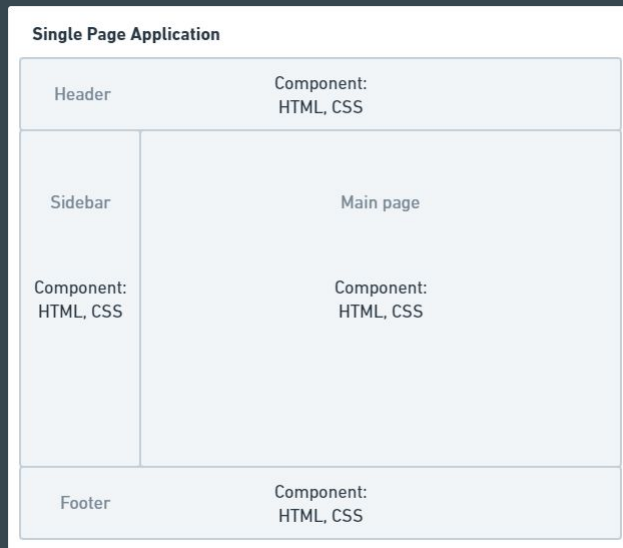 Single Page Application
Header
Component:
HTML, CSS
Sidebar
Component:
HTML, CSS
Main page
Component:
HTML, CSS
Footer
Component:
HTML, CSS